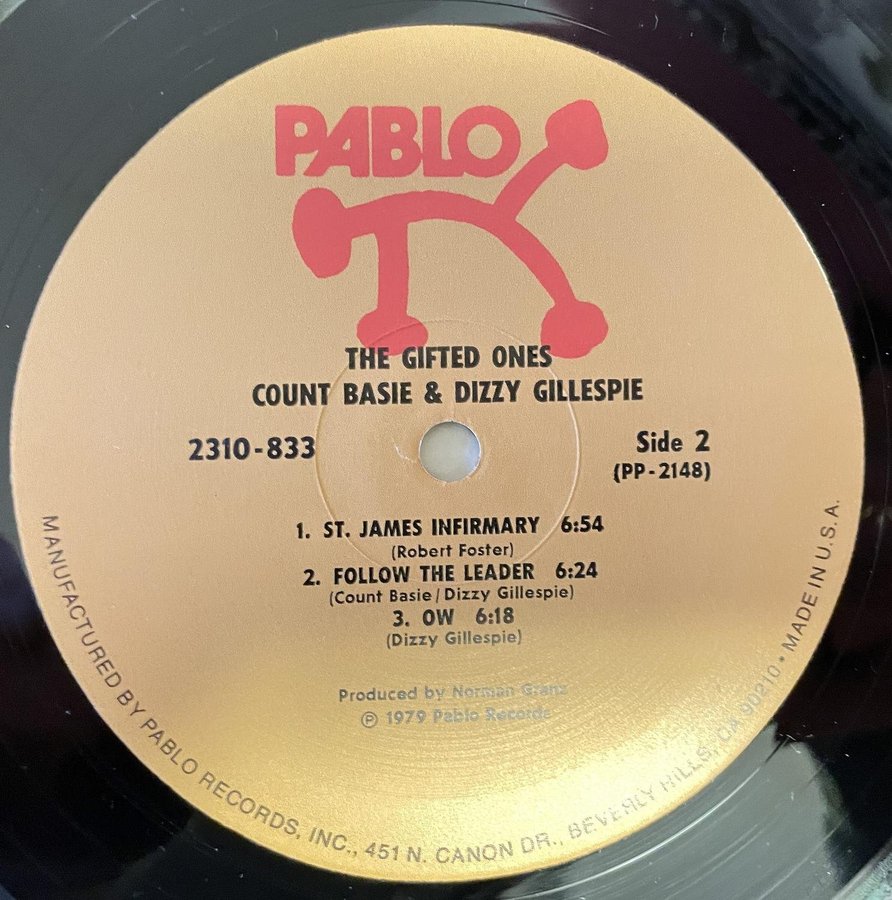 PABLO
THE GIFTED ONES
COUNT BASIE & DIZZY GILLESPIE
2310-833
Side 2
(PP-2148)
1. ST. JAMES INFIRMARY 6:54
(Robert Foster)
2. FOLLOW THE LEADER 6:24
(Count Basie/Dizzy Gillespie)
3. OW 6:18
(Dizzy Gillespie)
Produced by Norman Granz
℗ 1979 Pablo Records
MANUFACTURED BY PABLO RECORDS, INC., 451 N. CANON DR., BEVERLY HILLS, CA 90210 • MADE IN U.S.A.